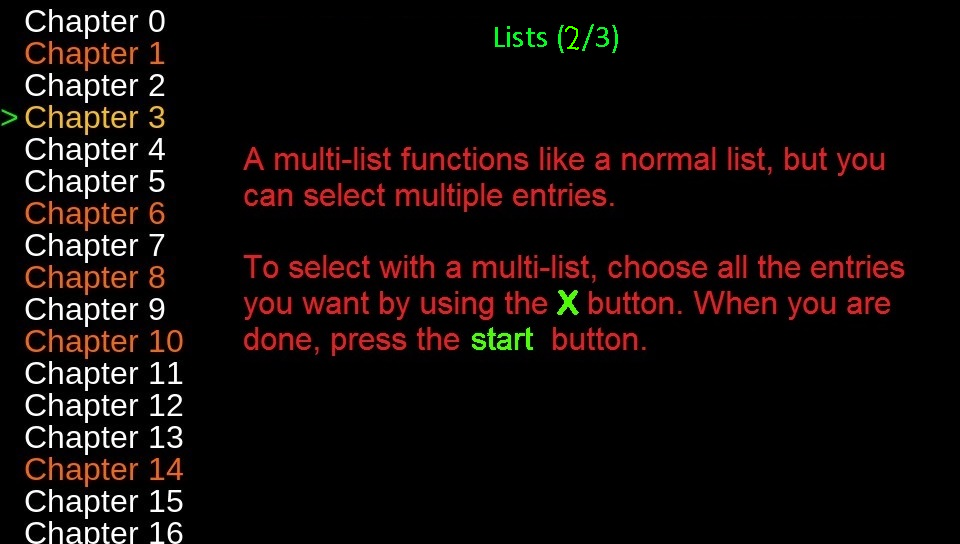 Chapter 0
Chapter 1
Chapter 2
> Chapter 3
Chapter 4
Chapter 5
Chapter 6
Chapter 7
Chapter 8
Chapter 9
Chapter 10
Chapter 11
Chapter 12
Chapter 13
Chapter 14
Chapter 15
Chapter 16
Lists (2/3)
A multi-list functions like a normal list, but you
can select multiple entries.
To select with a multi-list, choose all the entries
you want by using the X button. When you are
done, press the start button.